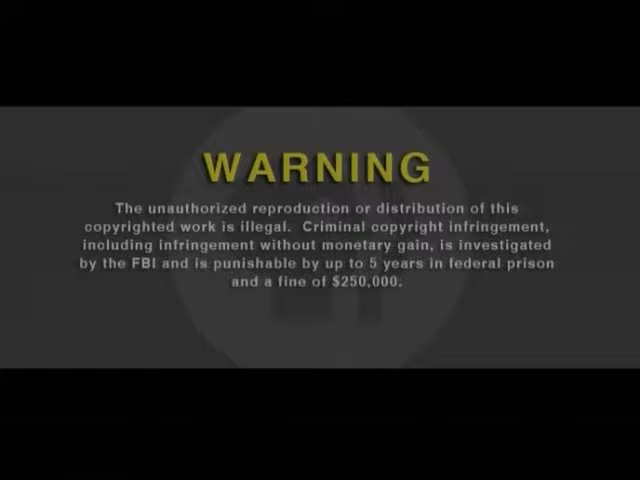 WARNING
The unauthorized reproduction or distribution of this
copyrighted work is illegal.  Criminal copyright infringement,
including infringement without monetary gain, is investigated
by the FBI and is punishable by up to 5 years in federal prison
and a fine of $250,000.